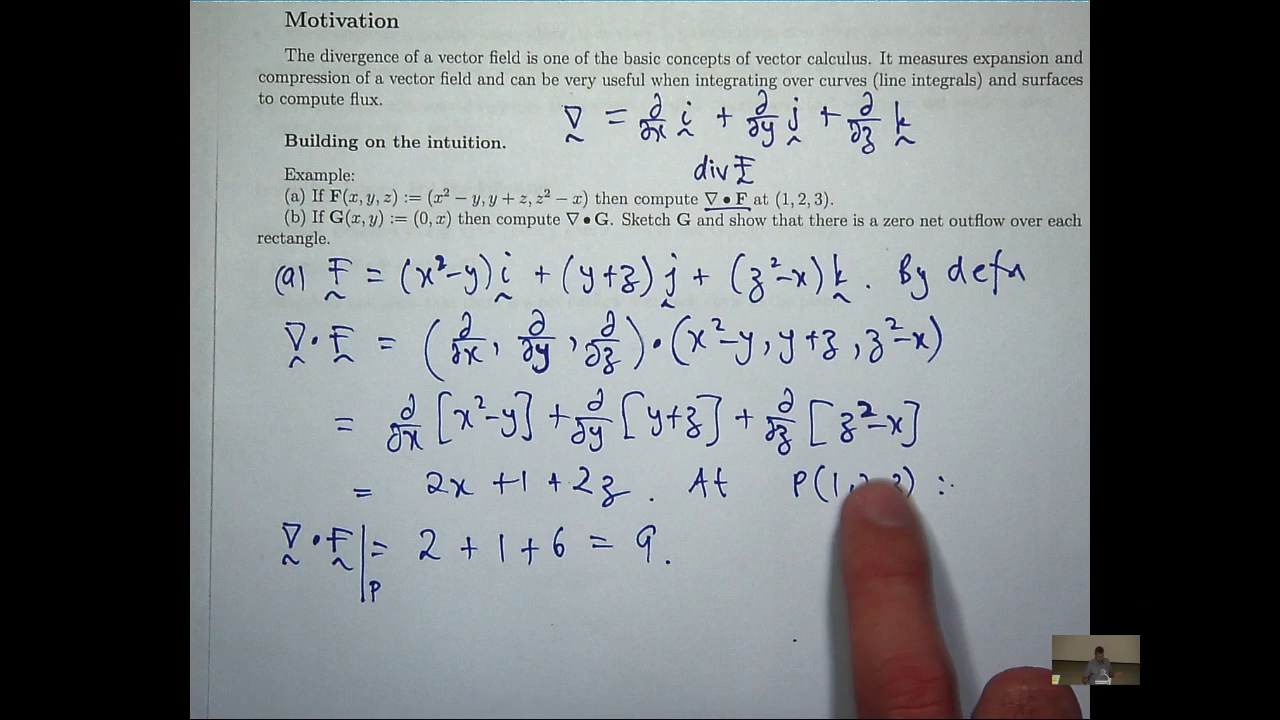 Motivation
The divergence of a vector field is one of the basic concepts of vector calculus. It measures expansion and
compression of a vector field and can be very useful when integrating over curves (line integrals) and surfaces
to compute flux.
∇ = ∂/∂x i + ∂/∂y j + ∂/∂z k
Building on the intuition.
div F
Example:
(a) If F(x, y, z) := (x² − y, y + z, z² − x) then compute ∇ • F at (1, 2, 3).
(b) If G(x, y) := (0, x) then compute ∇ • G. Sketch G and show that there is a zero net outflow over each
rectangle.
(a) F = (x²−y) i + (y+z) j + (z²−x) k . By defn
∇ · F = (∂/∂x, ∂/∂y, ∂/∂z) · (x²−y, y+z, z²−x)
= ∂/∂x [x²−y] + ∂/∂y [y+z] + ∂/∂z [z²−x]
= 2x + 1 + 2z . At P(1, :.
∇ · F |P = 2 + 1 + 6 = 9 .